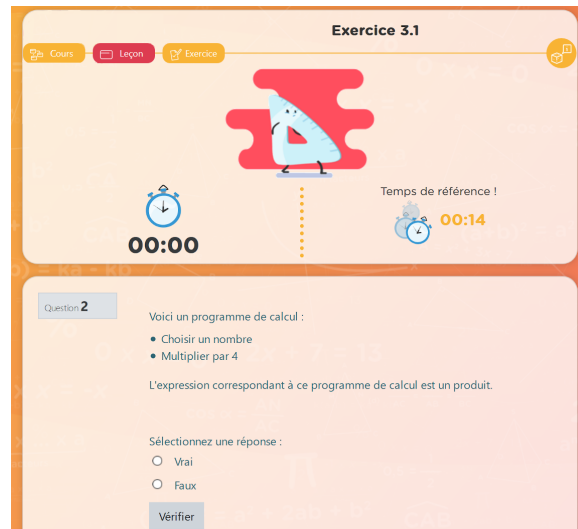 Exercice 3.1
Cours
Leçon
Exercice
Temps de référence !
00:14
00:00
Question 2
Voici un programme de calcul :
• Choisir un nombre
• Multiplier par 4
L'expression correspondant à ce programme de calcul est un produit.
Sélectionnez une réponse :
Vrai
Faux
Vérifier